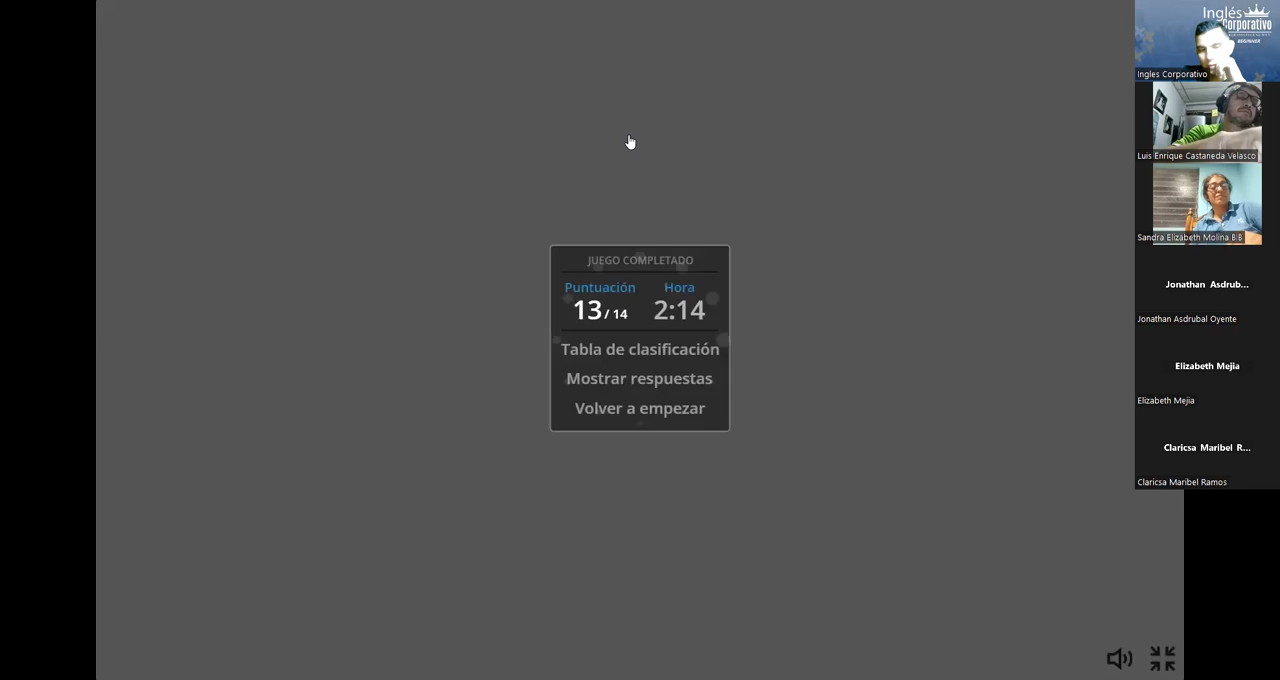 JUEGO COMPLETADO
Puntuación Hora
13 / 14 2:14
Tabla de clasificación
Mostrar respuestas
Volver a empezar
Inglés
Corporativo
BEGINNER
Ingles Corporativo
Luis Enrique Castaneda Velasco
Sandra Elizabeth Molina BiB
Jonathan Asdrub...
Jonathan Asdrubal Oyente
Elizabeth Mejia
Elizabeth Mejia
Claricsa Maribel R...
Claricsa Maribel Ramos